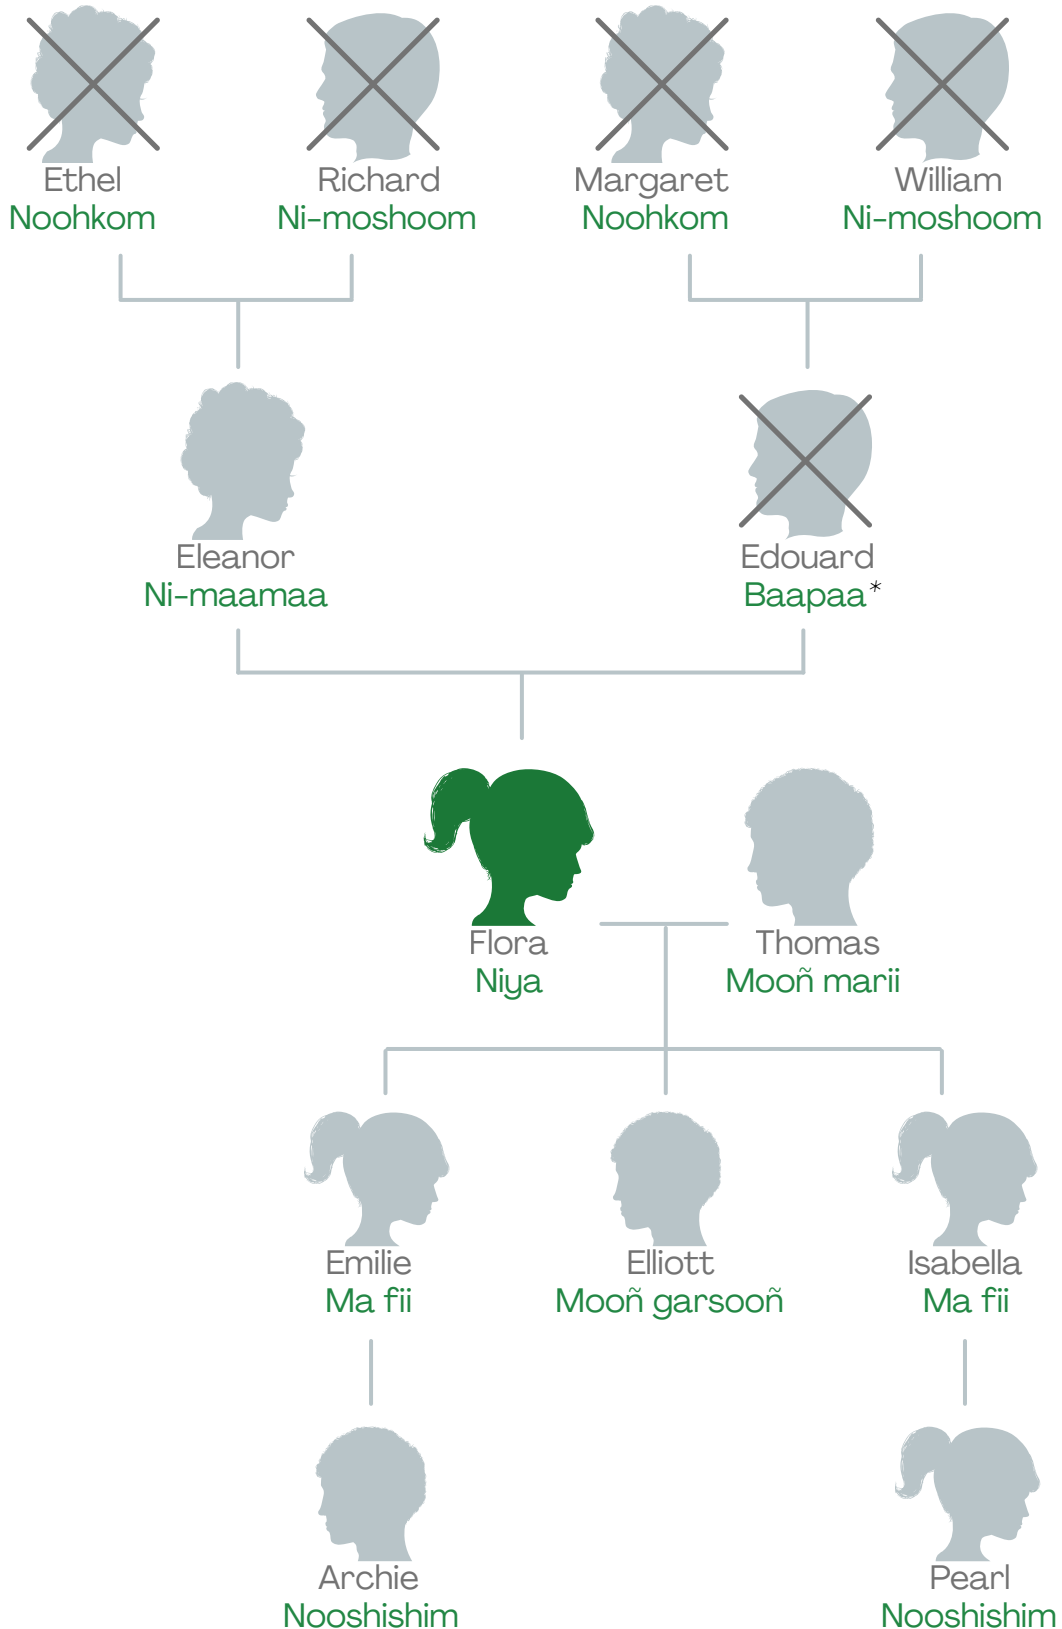 Ethel
Noohkom
Richard
Ni-moshoom
Margaret
Noohkom
William
Ni-moshoom
Eleanor
Ni-maamaa
Edouard
Baapaa*
Flora
Niya
Thomas
Mooñ marii
Emilie
Ma fii
Elliott
Mooñ garsooñ
Isabella
Ma fii
Archie
Nooshishim
Pearl
Nooshishim